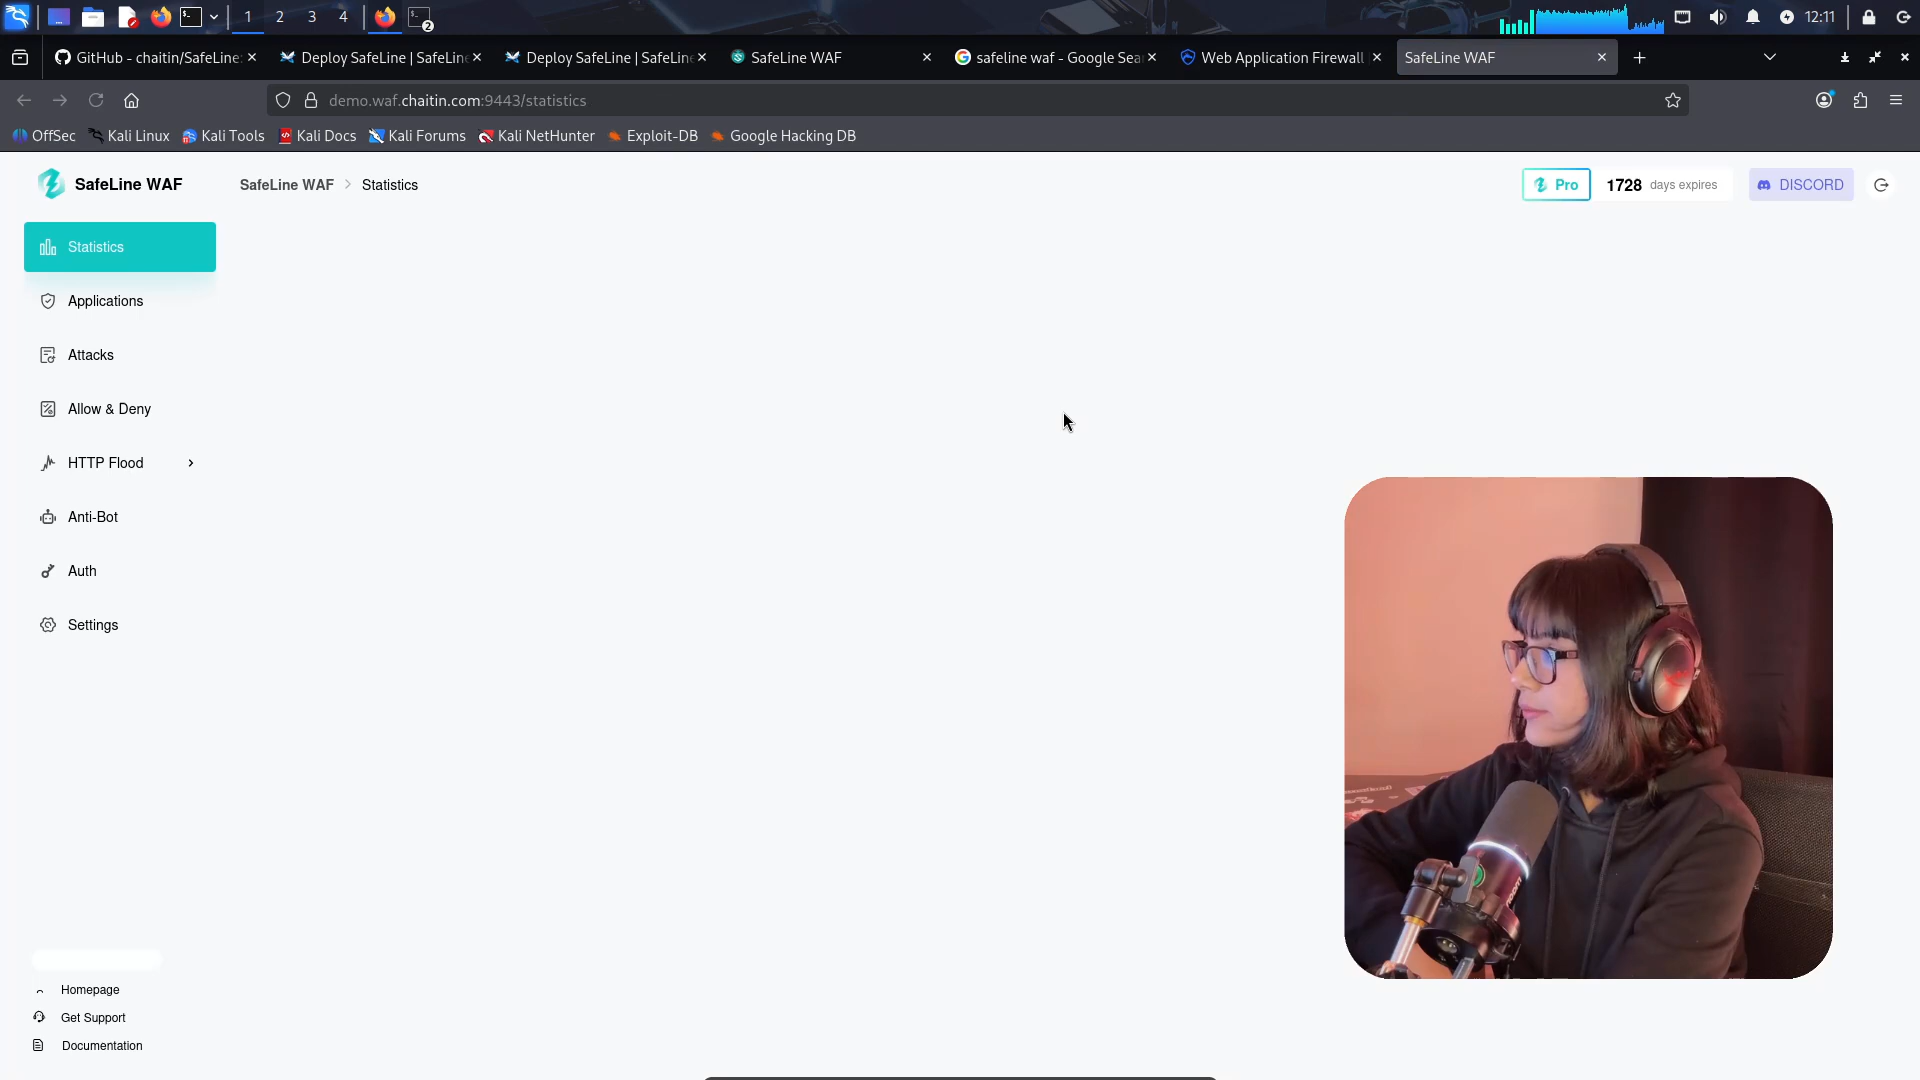 1 2 3 4 2 12:11
GitHub - chaitin/SafeLine: Deploy SafeLine | SafeLine Deploy SafeLine | SafeLine SafeLine WAF safeline waf - Google Sear Web Application Firewall SafeLine WAF
demo.waf.chaitin.com:9443/statistics
OffSec Kali Linux Kali Tools Kali Docs Kali Forums Kali NetHunter Exploit-DB Google Hacking DB
SafeLine WAF SafeLine WAF > Statistics Pro 1728 days expires DISCORD
Statistics
Applications
Attacks
Allow & Deny
HTTP Flood
Anti-Bot
Auth
Settings
Homepage
Get Support
Documentation